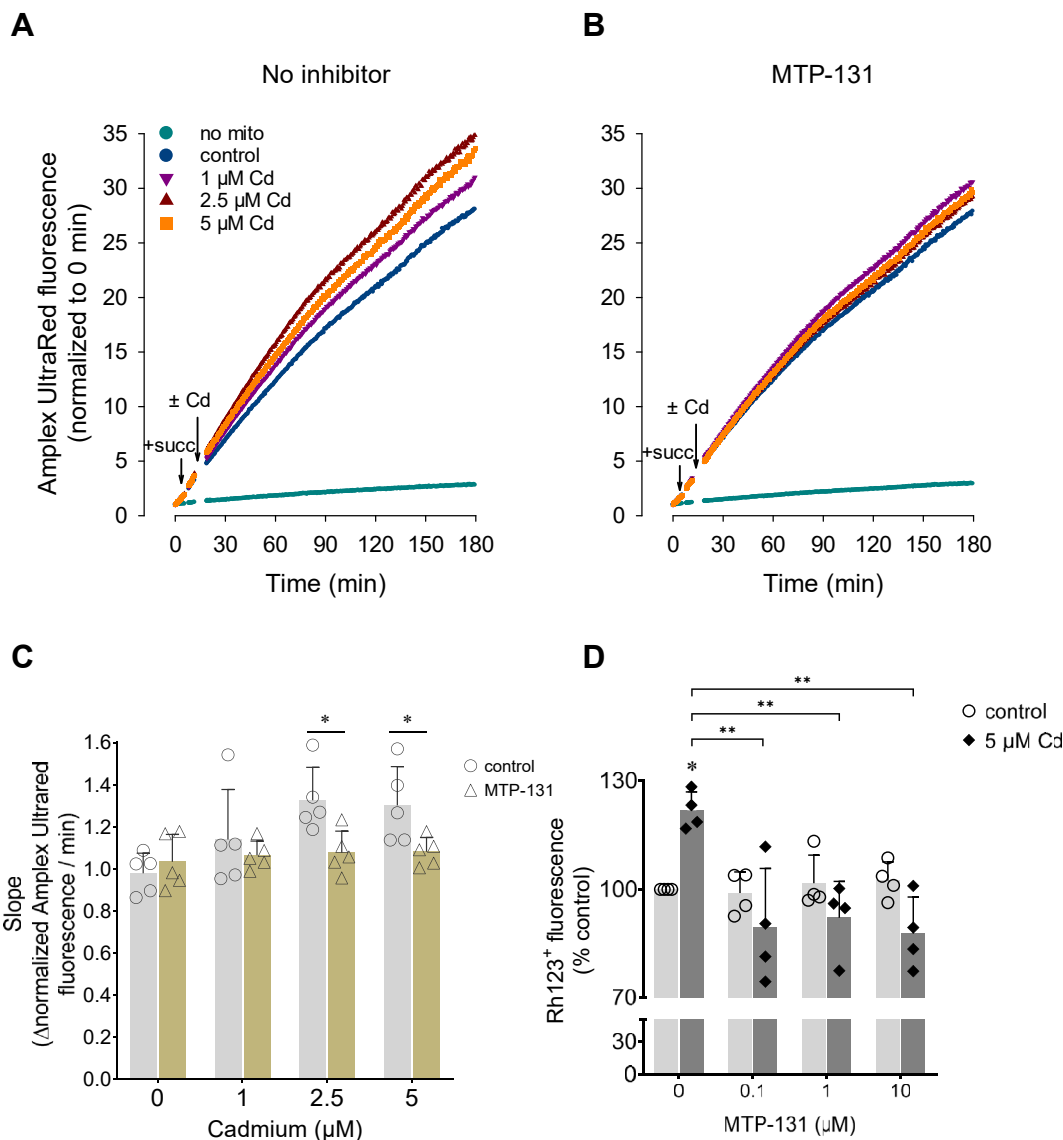 A
No inhibitor
35
30
25
20
15
10
5
0
Amplex UltraRed fluorescence
(normalized to 0 min)
no mito
control
1 µM Cd
2.5 µM Cd
5 µM Cd
± Cd
+succ
0 30 60 90 120 150 180
Time (min)
B
MTP-131
35
30
25
20
15
10
5
0
± Cd
+succ
0 30 60 90 120 150 180
Time (min)
C
1.6
1.4
1.2
1.0
0.8
0.6
0.4
0.2
0.0
Slope
(Δnormalized Amplex Ultrared
fluorescence / min)
* *
control
MTP-131
0 1 2.5 5
Cadmium (µM)
D
**
**
**
*
control
5 µM Cd
130
100
70
30
0
Rh123⁺ fluorescence
(% control)
0 0.1 1 10
MTP-131 (µM)